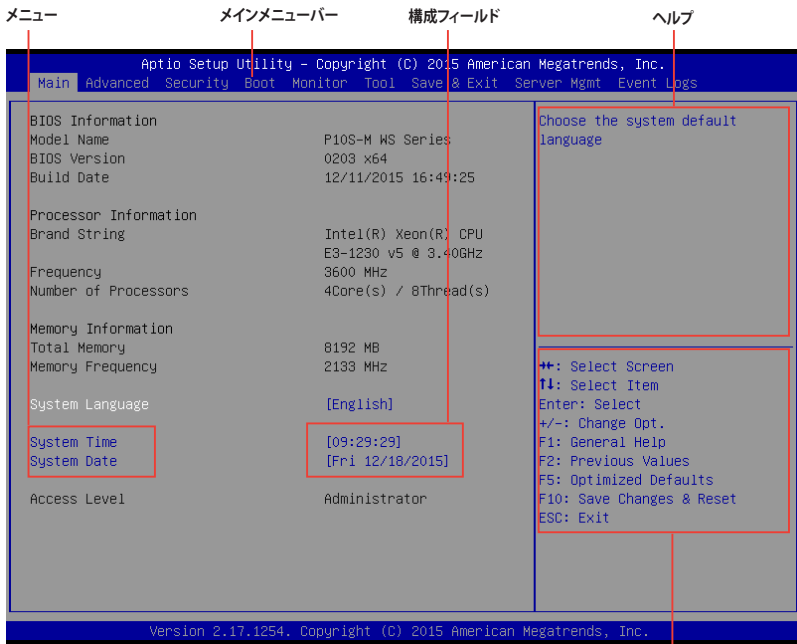 メニュー メインメニューバー 構成フィールド ヘルプ
Aptio Setup Utility – Copyright (C) 2015 American Megatrends, Inc.
Main Advanced Security Boot Monitor Tool Save & Exit Server Mgmt Event Logs
BIOS Information
Model Name P10S-M WS Series
BIOS Version 0203 x64
Build Date 12/11/2015 16:49:25
Processor Information
Brand String Intel(R) Xeon(R) CPU
E3-1230 v5 @ 3.40GHz
Frequency 3600 MHz
Number of Processors 4Core(s) / 8Thread(s)
Memory Information
Total Memory 8192 MB
Memory Frequency 2133 MHz
System Language [English]
System Time [09:29:29]
System Date [Fri 12/18/2015]
Access Level Administrator
Choose the system default
language
→←: Select Screen
↑↓: Select Item
Enter: Select
+/-: Change Opt.
F1: General Help
F2: Previous Values
F5: Optimized Defaults
F10: Save Changes & Reset
ESC: Exit
Version 2.17.1254. Copyright (C) 2015 American Megatrends, Inc.